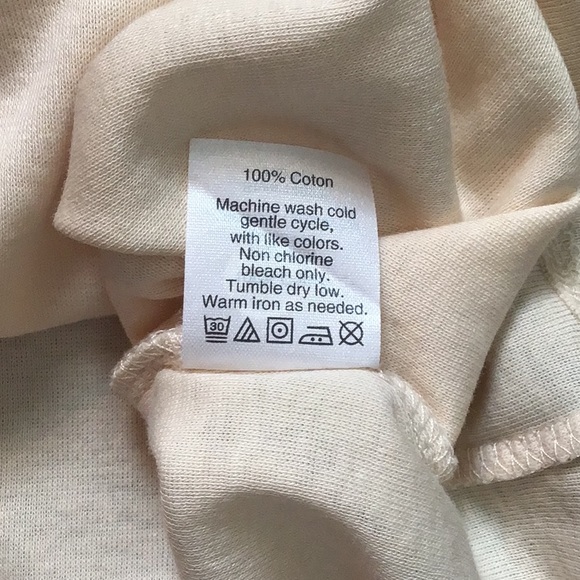 100% Coton
Machine wash cold
gentle cycle,
with like colors.
Non chlorine
bleach only.
Tumble dry low.
Warm iron as needed.
30